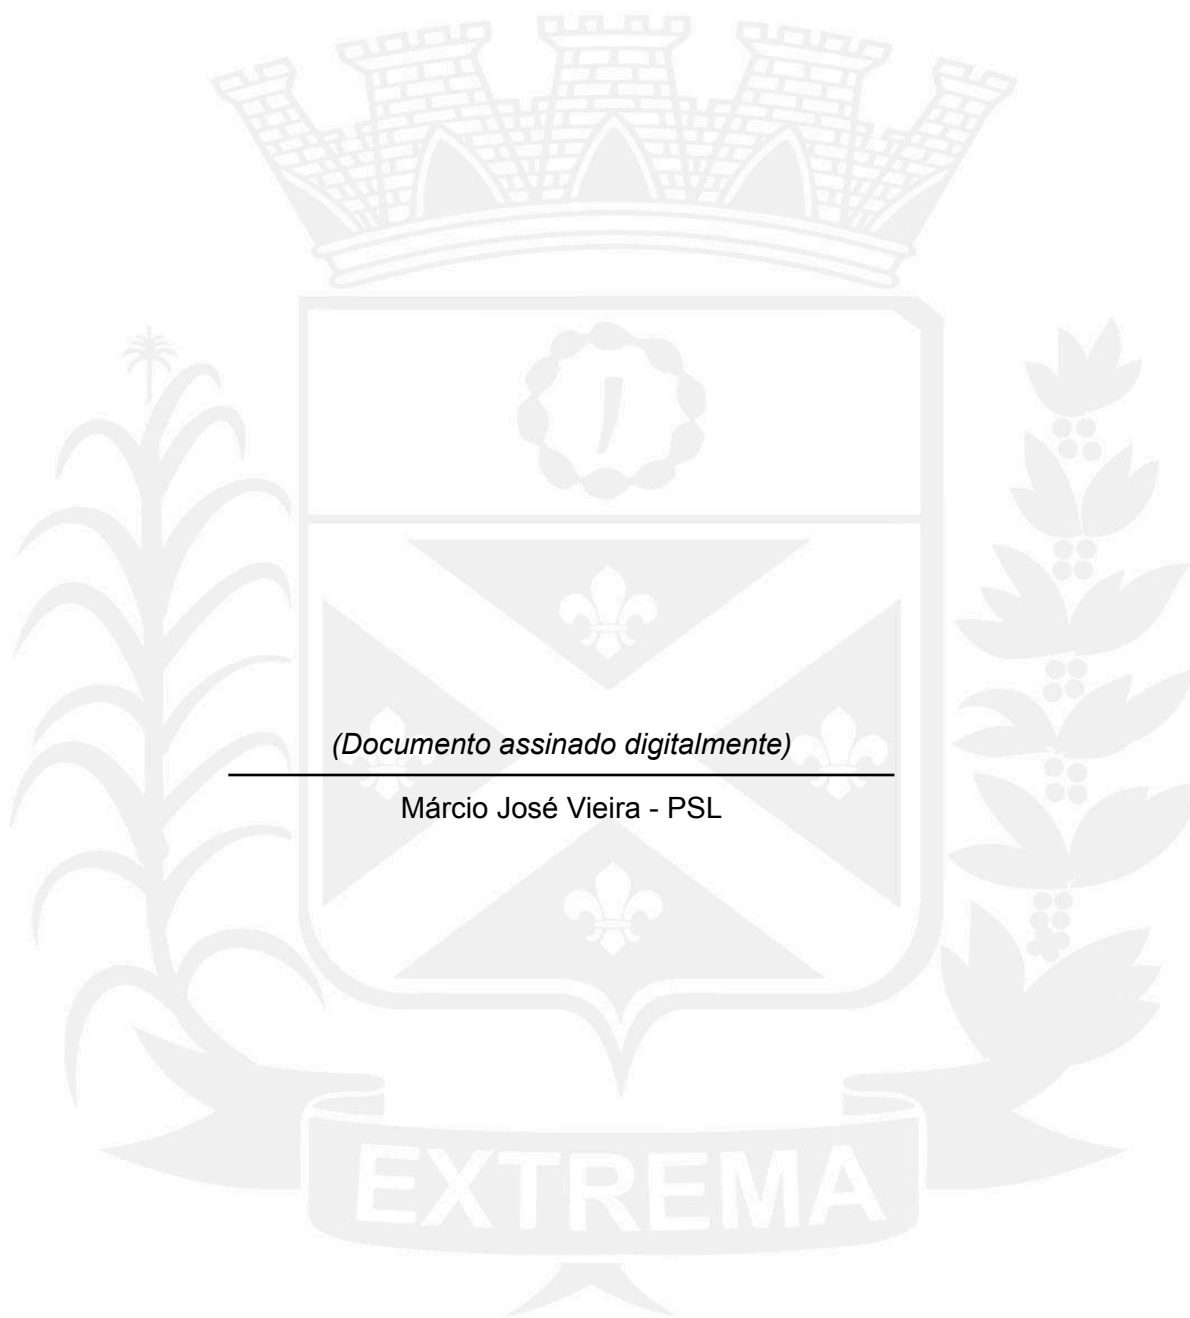 (Documento assinado digitalmente)
Márcio José Vieira - PSL
EXTREMA